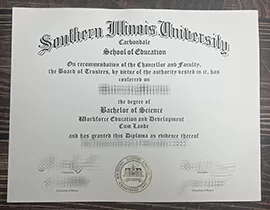 Southern Illinois University
Carbondale
School of Education
On recommendation of the Chancellor and Faculty,
the Board of Trustees, by virtue of the authority vested in it, has
conferred on
the degree of
Bachelor of Science
Workforce Education and Development
Cum Laude
and has granted this Diploma as evidence thereof